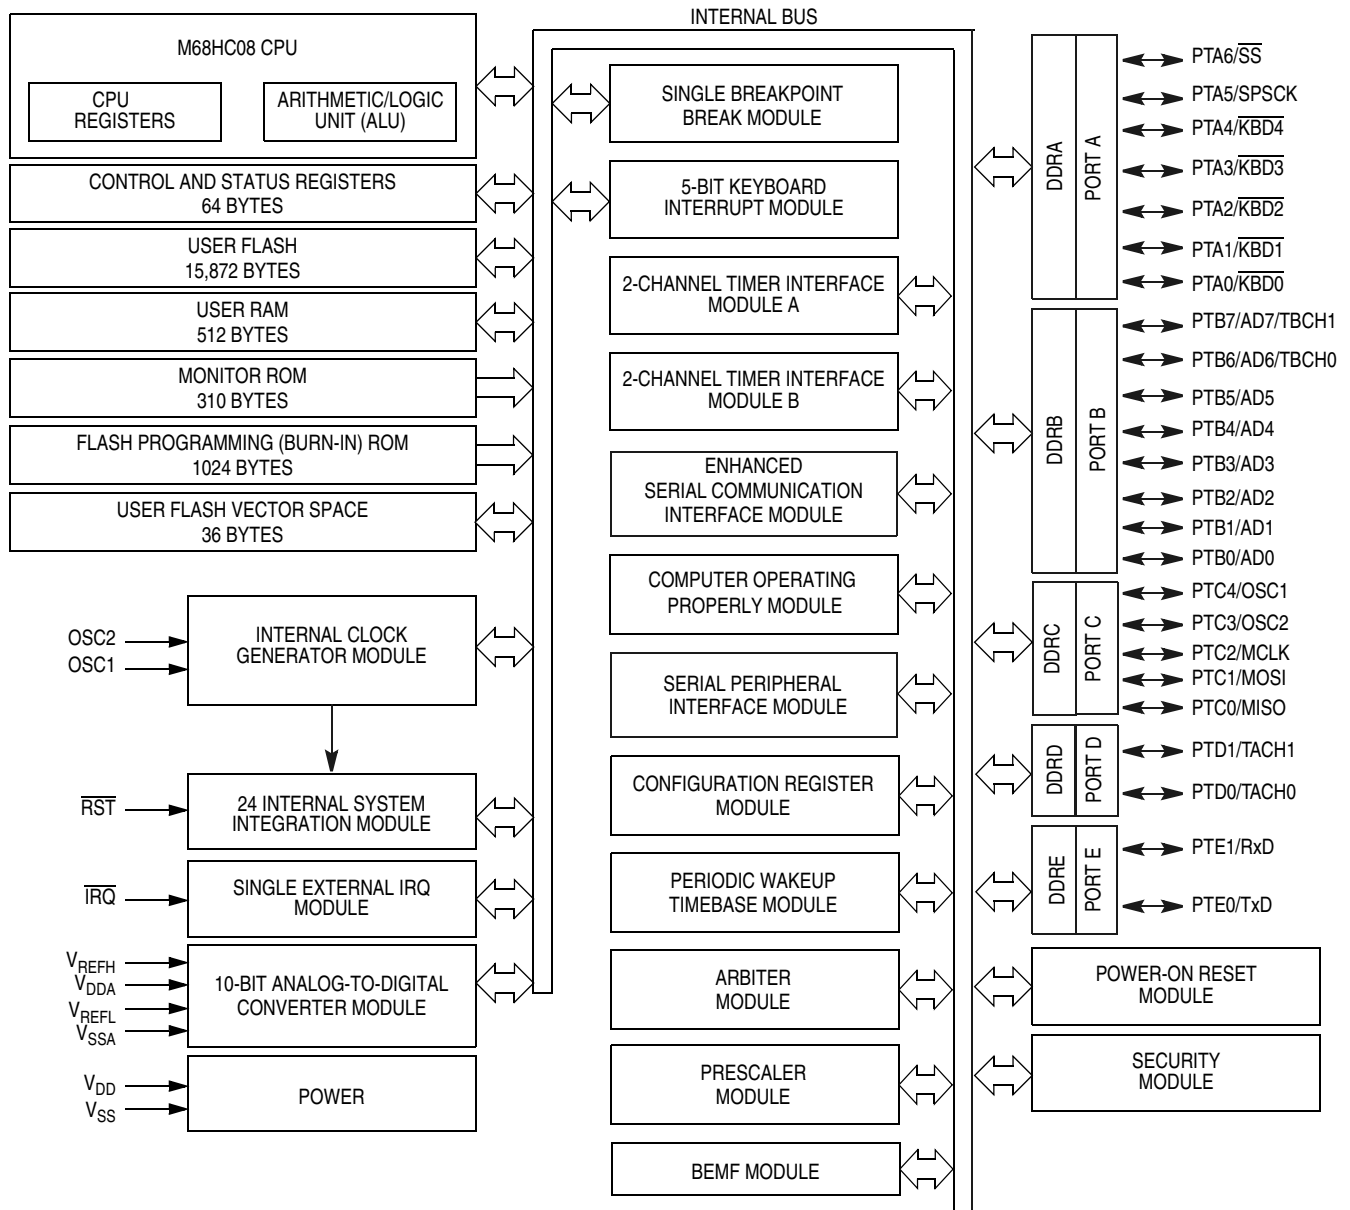 INTERNAL BUS
M68HC08 CPU
CPU
REGISTERS
ARITHMETIC/LOGIC
UNIT (ALU)
CONTROL AND STATUS REGISTERS
64 BYTES
USER FLASH
15,872 BYTES
USER RAM
512 BYTES
MONITOR ROM
310 BYTES
FLASH PROGRAMMING (BURN-IN) ROM
1024 BYTES
USER FLASH VECTOR SPACE
36 BYTES
OSC2
OSC1
INTERNAL CLOCK
GENERATOR MODULE
RST
24 INTERNAL SYSTEM
INTEGRATION MODULE
IRQ
SINGLE EXTERNAL IRQ
MODULE
VREFH
VDDA
VREFL
VSSA
10-BIT ANALOG-TO-DIGITAL
CONVERTER MODULE
VDD
VSS
POWER
SINGLE BREAKPOINT
BREAK MODULE
5-BIT KEYBOARD
INTERRUPT MODULE
2-CHANNEL TIMER INTERFACE
MODULE A
2-CHANNEL TIMER INTERFACE
MODULE B
ENHANCED
SERIAL COMMUNICATION
INTERFACE MODULE
COMPUTER OPERATING
PROPERLY MODULE
SERIAL PERIPHERAL
INTERFACE MODULE
CONFIGURATION REGISTER
MODULE
PERIODIC WAKEUP
TIMEBASE MODULE
ARBITER
MODULE
PRESCALER
MODULE
BEMF MODULE
DDRA
PORT A
PTA6/SS
PTA5/SPSCK
PTA4/KBD4
PTA3/KBD3
PTA2/KBD2
PTA1/KBD1
PTA0/KBD0
DDRB
PORT B
PTB7/AD7/TBCH1
PTB6/AD6/TBCH0
PTB5/AD5
PTB4/AD4
PTB3/AD3
PTB2/AD2
PTB1/AD1
PTB0/AD0
DDRC
PORT C
PTC4/OSC1
PTC3/OSC2
PTC2/MCLK
PTC1/MOSI
PTC0/MISO
DDRD
PORT D
PTD1/TACH1
PTD0/TACH0
DDRE
PORT E
PTE1/RxD
PTE0/TxD
POWER-ON RESET
MODULE
SECURITY
MODULE